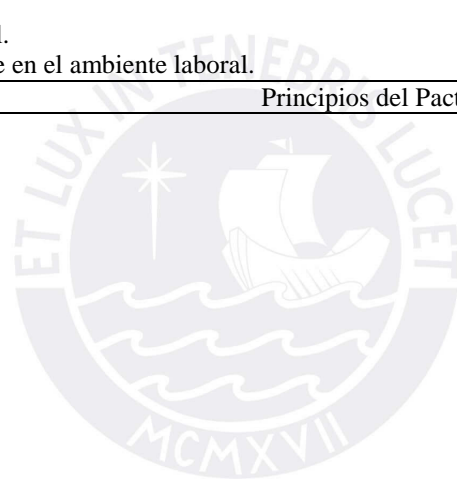 l.
e en el ambiente laboral.
Principios del Pact
ET LUX IN TENEBRIS LUCET
MCMXVII